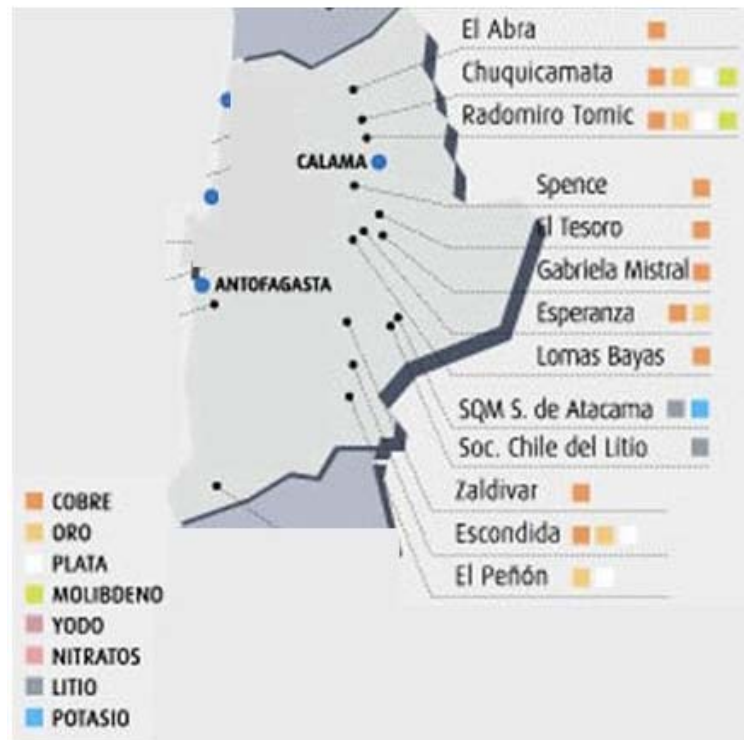 El Abra
Chuquicamata
Radomiro Tomic
CALAMA
Spence
El Tesoro
Gabriela Mistral
ANTOFAGASTA
Esperanza
Lomas Bayas
SQM S. de Atacama
Soc. Chile del Litio
Zaldivar
Escondida
El Peñón
COBRE
ORO
PLATA
MOLIBDENO
YODO
NITRATOS
LITIO
POTASIO